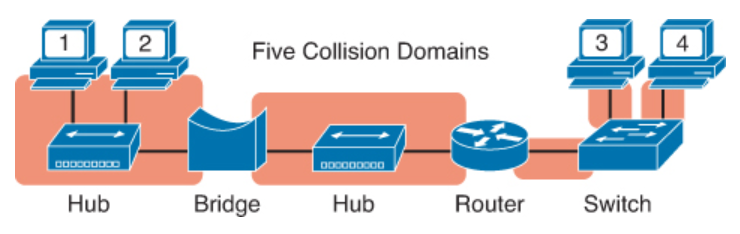 1
2
Five Collision Domains
3
4
Hub
Bridge
Hub
Router
Switch